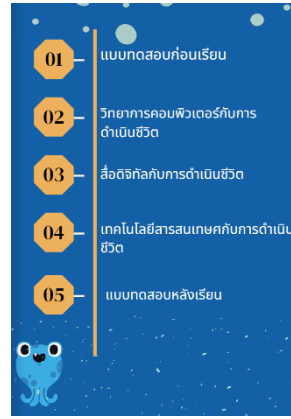 01
แบบทดสอบก่อนเรียน
02
วิทยาการคอมพิวเตอร์กับการ
ดำเนินชีวิต
03
สื่อดิจิทัลกับการดำเนินชีวิต
04
เทคโนโลยีสารสนเทศกับการดำเนิน
ชีวิต
05
แบบทดสอบหลังเรียน